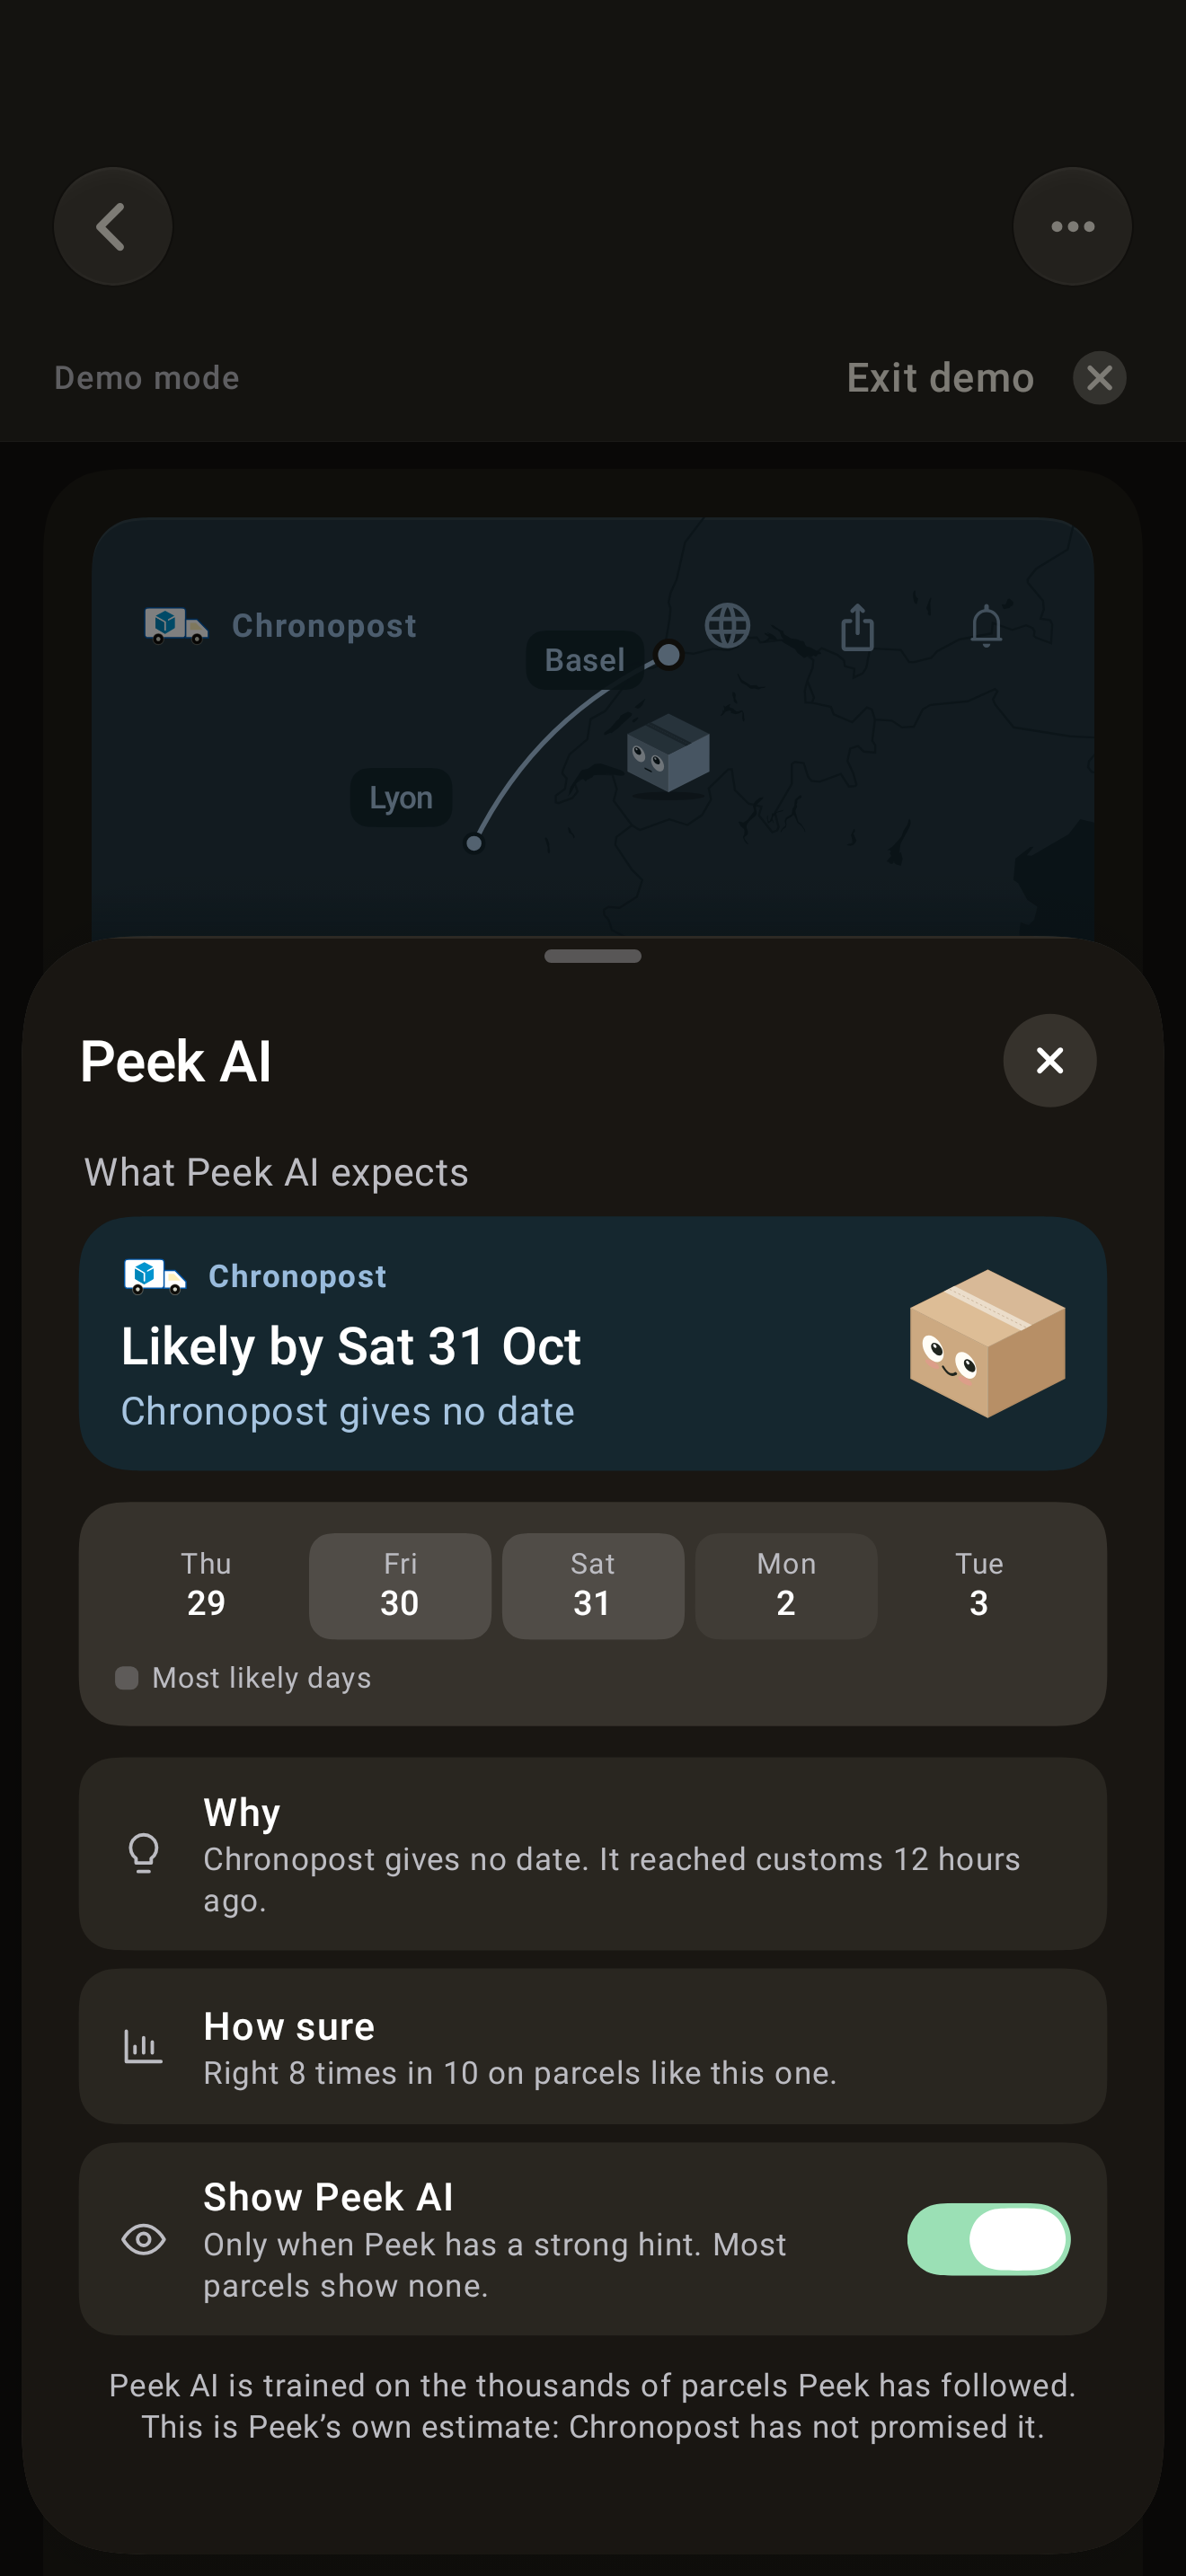 Demo mode
Exit demo
Chronopost
Basel
Lyon
Peek AI
What Peek AI expects
Chronopost
Likely by Sat 31 Oct
Chronopost gives no date
Thu
29
Fri
30
Sat
31
Mon
2
Tue
3
Most likely days
Why
Chronopost gives no date. It reached customs 12 hours
ago.
How sure
Right 8 times in 10 on parcels like this one.
Show Peek AI
Only when Peek has a strong hint. Most
parcels show none.
Peek AI is trained on the thousands of parcels Peek has followed.
This is Peek’s own estimate: Chronopost has not promised it.